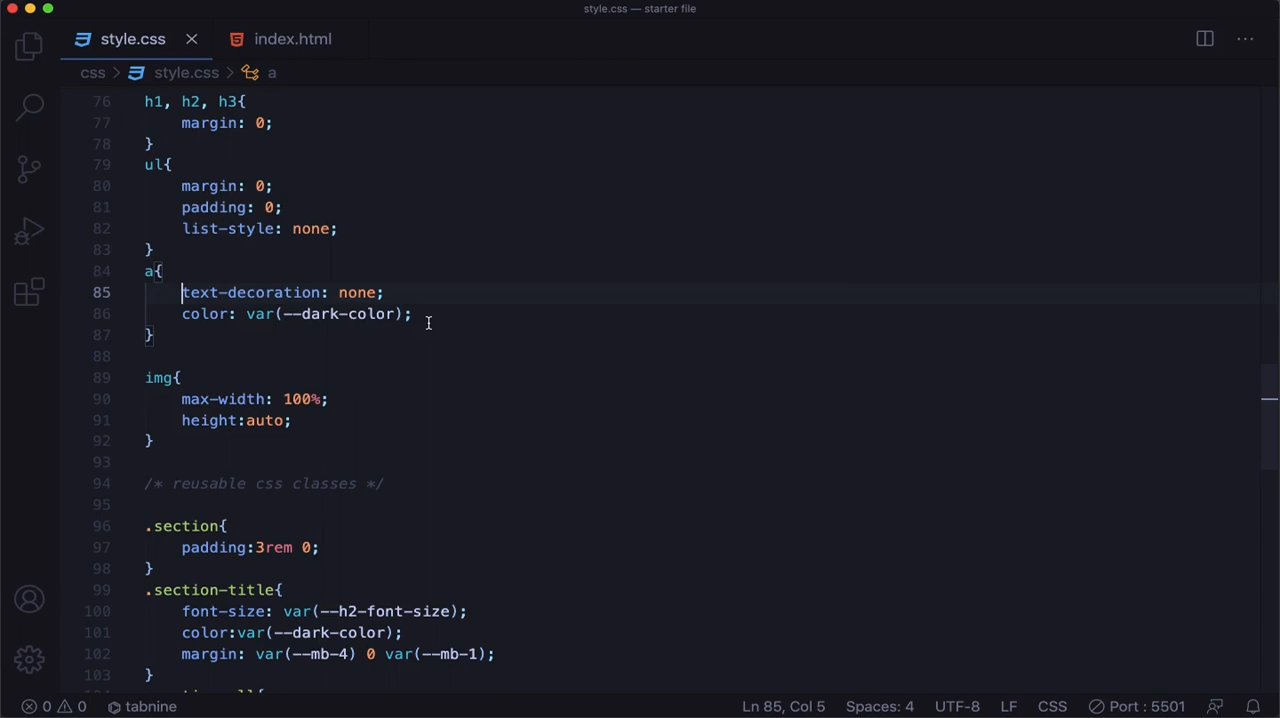 style.css — starter file
style.css index.html
css style.css a
76 h1, h2, h3{
77 margin: 0;
78 }
79 ul{
80 margin: 0;
81 padding: 0;
82 list-style: none;
83 }
84 a{
85 text-decoration: none;
86 color: var(--dark-color);
87 }
88
89 img{
90 max-width: 100%;
91 height:auto;
92 }
93
94 /* reusable css classes */
95
96 .section{
97 padding:3rem 0;
98 }
99 .section-title{
100 font-size: var(--h2-font-size);
101 color:var(--dark-color);
102 margin: var(--mb-4) 0 var(--mb-1);
103 }
0 0 tabnine Ln 85, Col 5 Spaces: 4 UTF-8 LF CSS Port : 5501